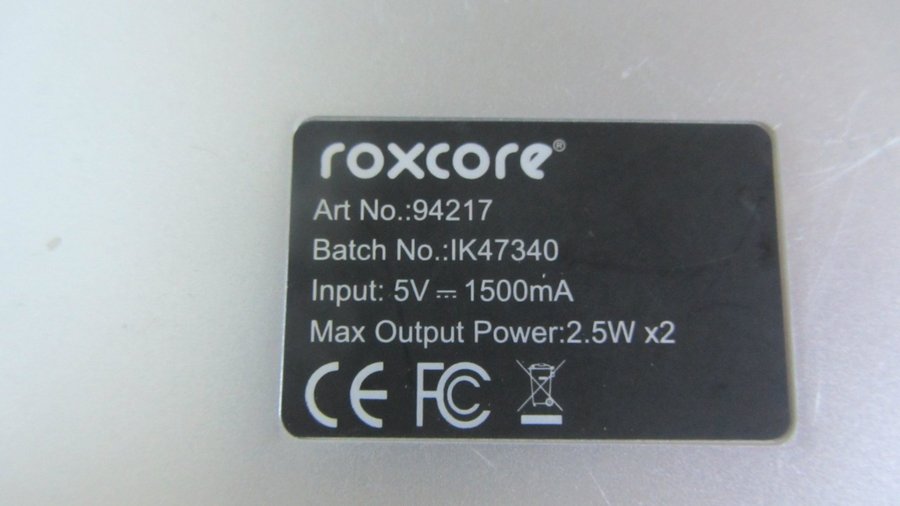 roxcore®
Art No.:94217
Batch No.:IK47340
Input: 5V ⎓ 1500mA
Max Output Power:2.5W x2
CE FC